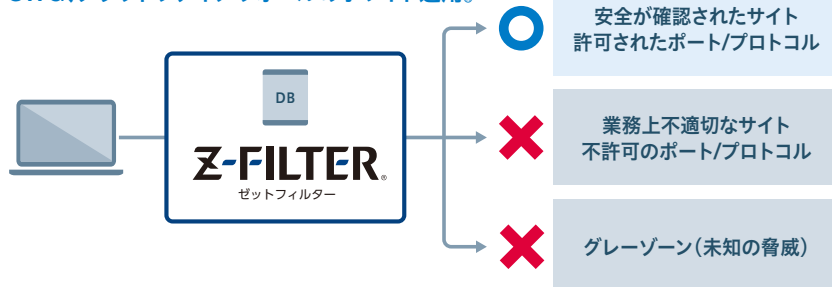 安全が確認されたサイト
許可されたポート/プロトコル
DB
Z-FILTER®
ゼットフィルター
業務上不適切なサイト
不許可のポート/プロトコル
グレーゾーン(未知の脅威)